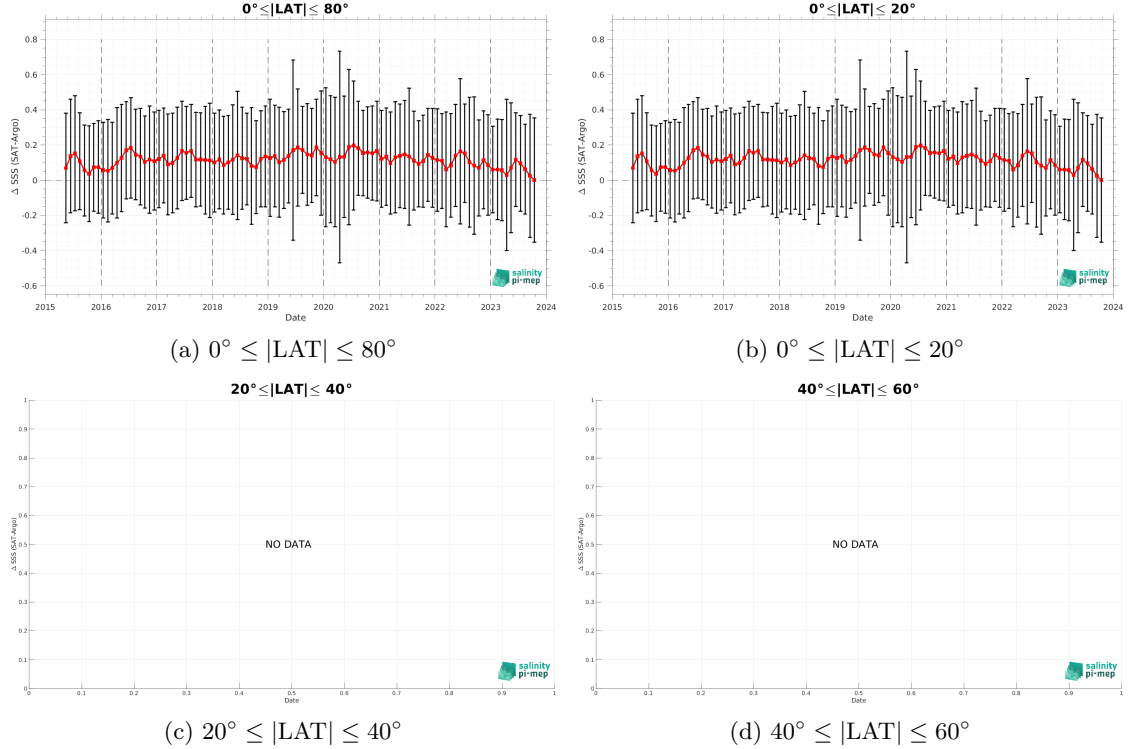 0°≤|LAT|≤ 80°
Δ SSS (SAT-Argo)
0.8
0.6
0.4
0.2
0
-0.2
-0.4
-0.6
2015 2016 2017 2018 2019 2020 2021 2022 2023 2024
Date
salinity
pi-mep
(a) 0° ≤ |LAT| ≤ 80°
0°≤|LAT|≤ 20°
Δ SSS (SAT-Argo)
0.8
0.6
0.4
0.2
0
-0.2
-0.4
-0.6
2015 2016 2017 2018 2019 2020 2021 2022 2023 2024
Date
salinity
pi-mep
(b) 0° ≤ |LAT| ≤ 20°
20°≤|LAT|≤ 40°
Δ SSS (SAT-Argo)
1
0.9
0.8
0.7
0.6
0.5
0.4
0.3
0.2
0.1
0
NO DATA
0 0.1 0.2 0.3 0.4 0.5 0.6 0.7 0.8 0.9 1
Date
salinity
pi-mep
(c) 20° ≤ |LAT| ≤ 40°
40°≤|LAT|≤ 60°
Δ SSS (SAT-Argo)
1
0.9
0.8
0.7
0.6
0.5
0.4
0.3
0.2
0.1
0
NO DATA
0 0.1 0.2 0.3 0.4 0.5 0.6 0.7 0.8 0.9 1
Date
salinity
pi-mep
(d) 40° ≤ |LAT| ≤ 60°